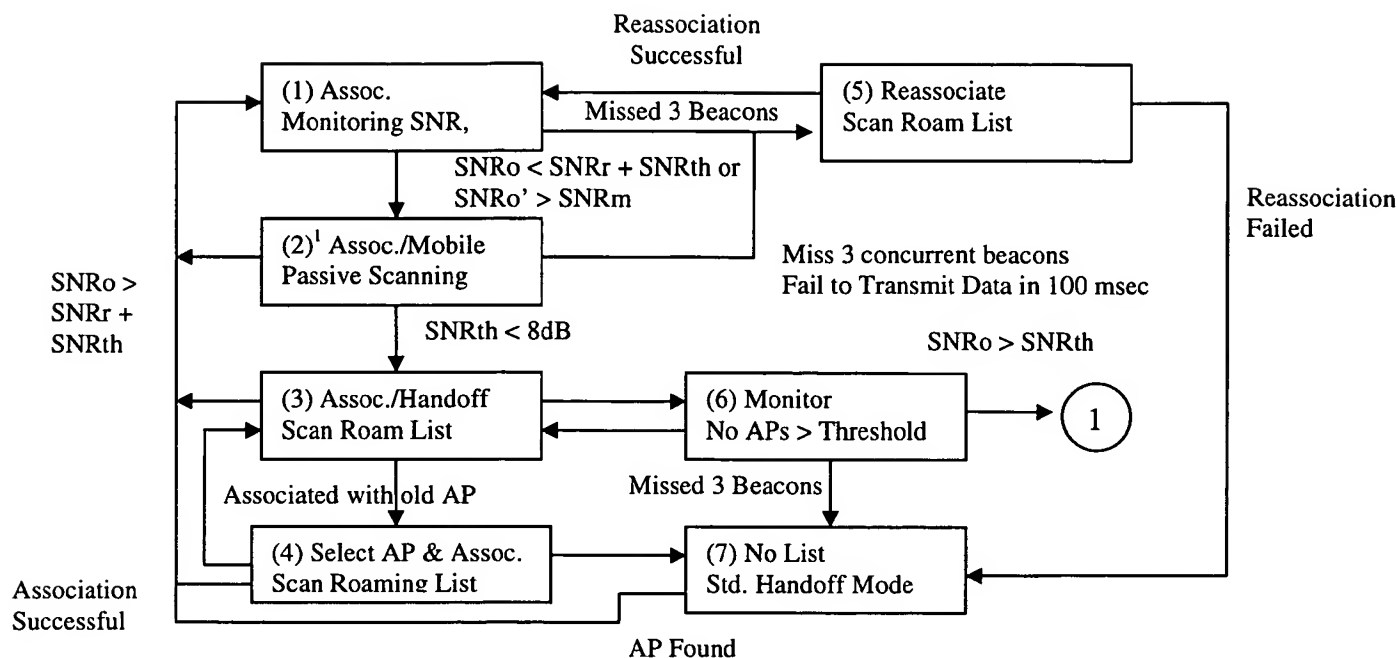 Reassociation
Successful
(1) Assoc.
Monitoring SNR,
(5) Reassociate
Scan Roam List
Missed 3 Beacons
SNRo < SNRr + SNRth or
SNRo’ > SNRm
Reassociation
Failed
(2)¹ Assoc./Mobile
Passive Scanning
Miss 3 concurrent beacons
Fail to Transmit Data in 100 msec
SNRo >
SNRr +
SNRth
SNRth < 8dB
SNRo > SNRth
(3) Assoc./Handoff
Scan Roam List
(6) Monitor
No APs > Threshold
1
Associated with old AP
Missed 3 Beacons
(4) Select AP & Assoc.
Scan Roaming List
(7) No List
Std. Handoff Mode
Association
Successful
AP Found